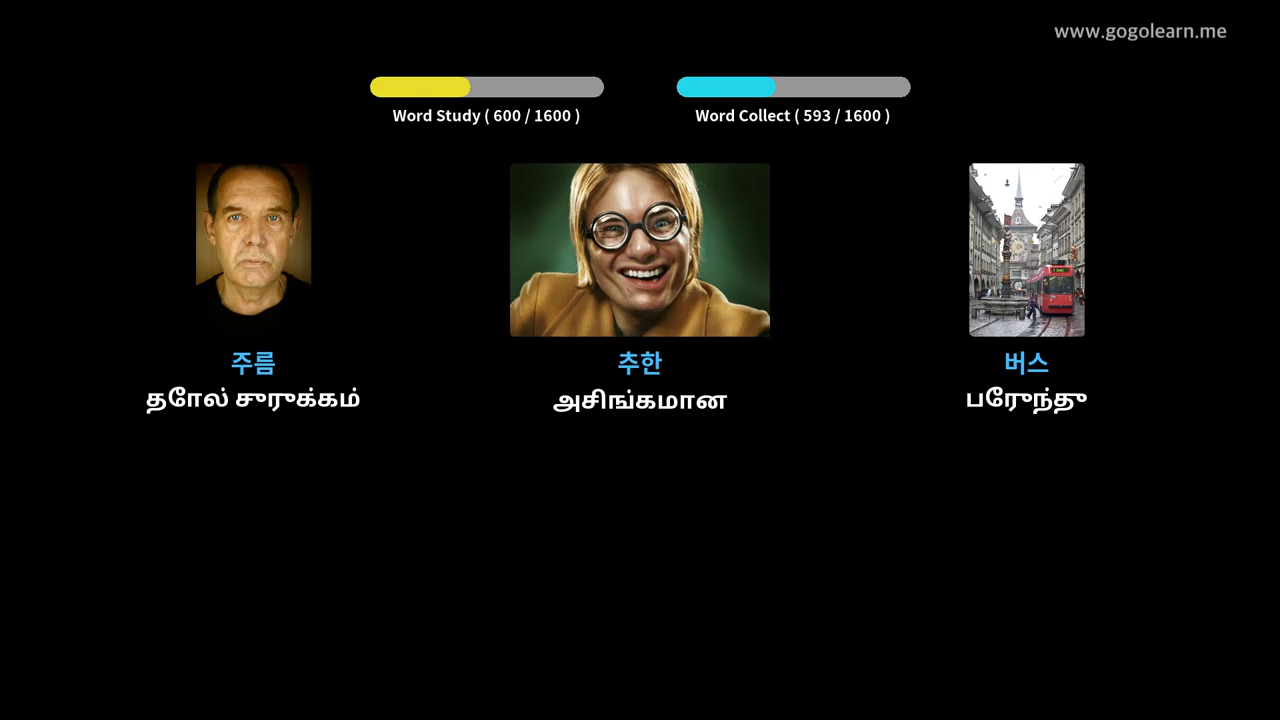 www.gogolearn.me
Word Study ( 600 / 1600 )
Word Collect ( 593 / 1600 )
주름
추한
버스
தோல் சுருக்கம்
அசிங்கமான
பேருந்து